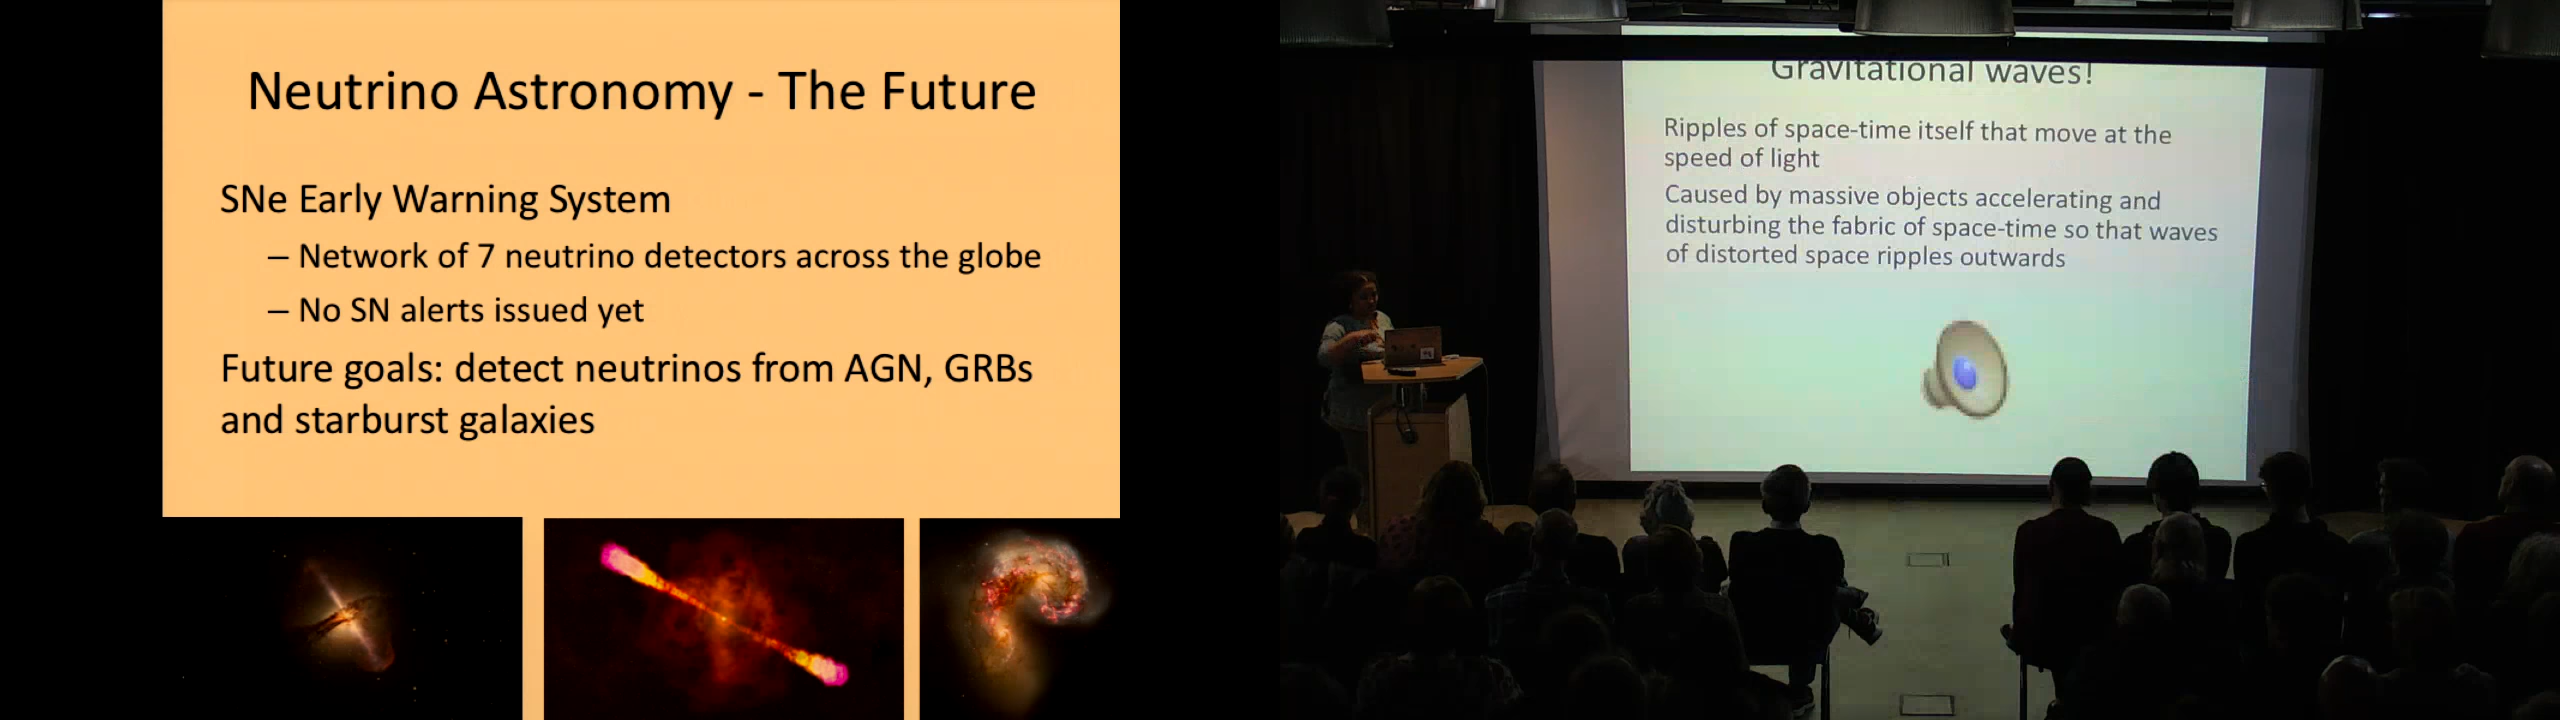 Neutrino Astronomy - The Future
SNe Early Warning System
– Network of 7 neutrino detectors across the globe
– No SN alerts issued yet
Future goals: detect neutrinos from AGN, GRBs
and starburst galaxies
Gravitational waves!
Ripples of space-time itself that move at the
speed of light
Caused by massive objects accelerating and
disturbing the fabric of space-time so that waves
of distorted space ripples outwards